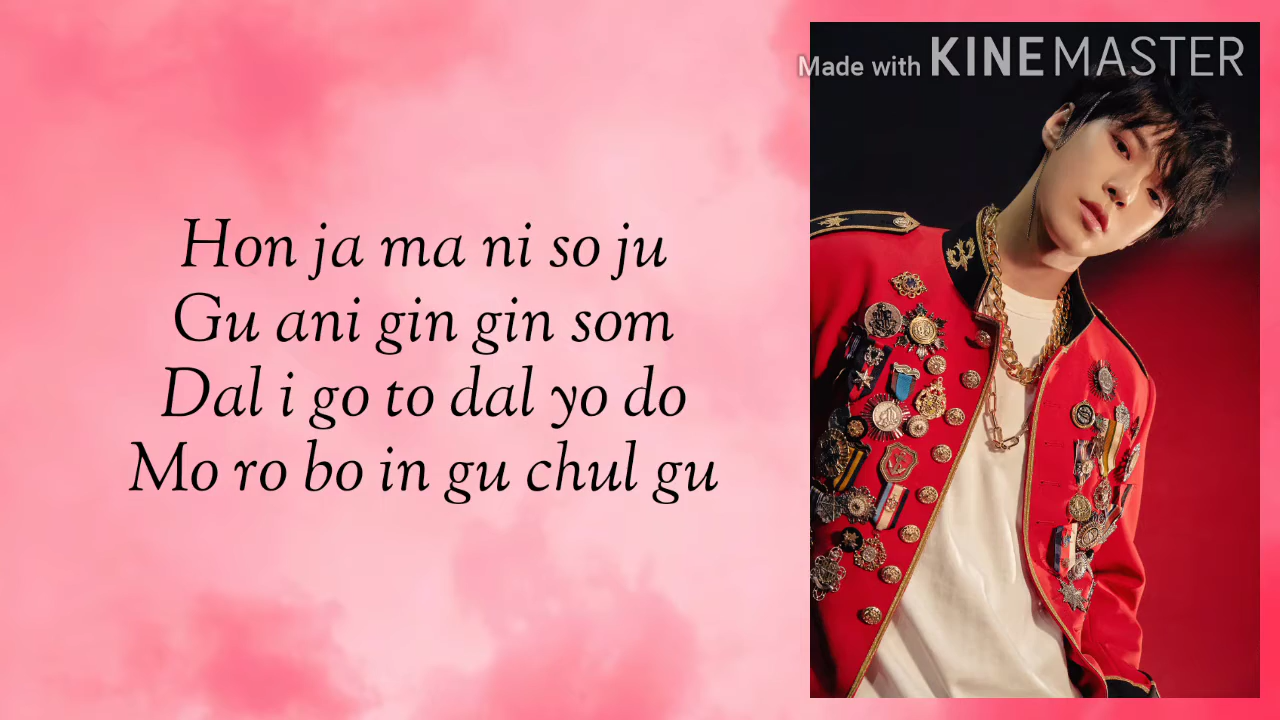 Made with KINEMASTER
Hon ja ma ni so ju
Gu ani gin gin som
Dal i go to dal yo do
Mo ro bo in gu chul gu